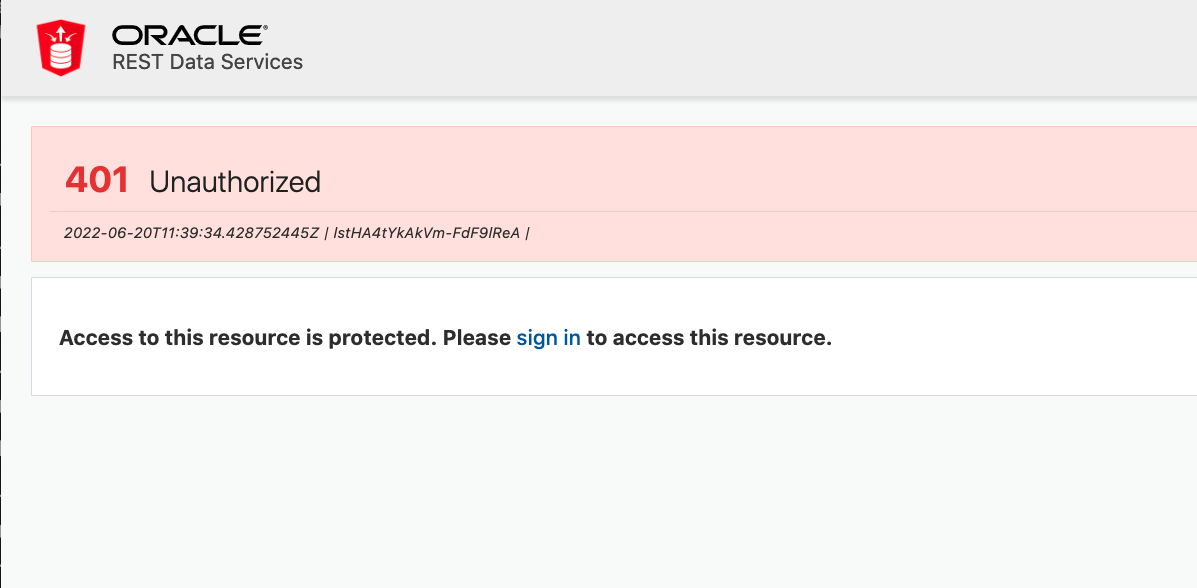 ORACLE®
REST Data Services
401 Unauthorized
2022-06-20T11:39:34.428752445Z | lstHA4tYkAkVm-FdF9lReA |
Access to this resource is protected. Please sign in to access this resource.